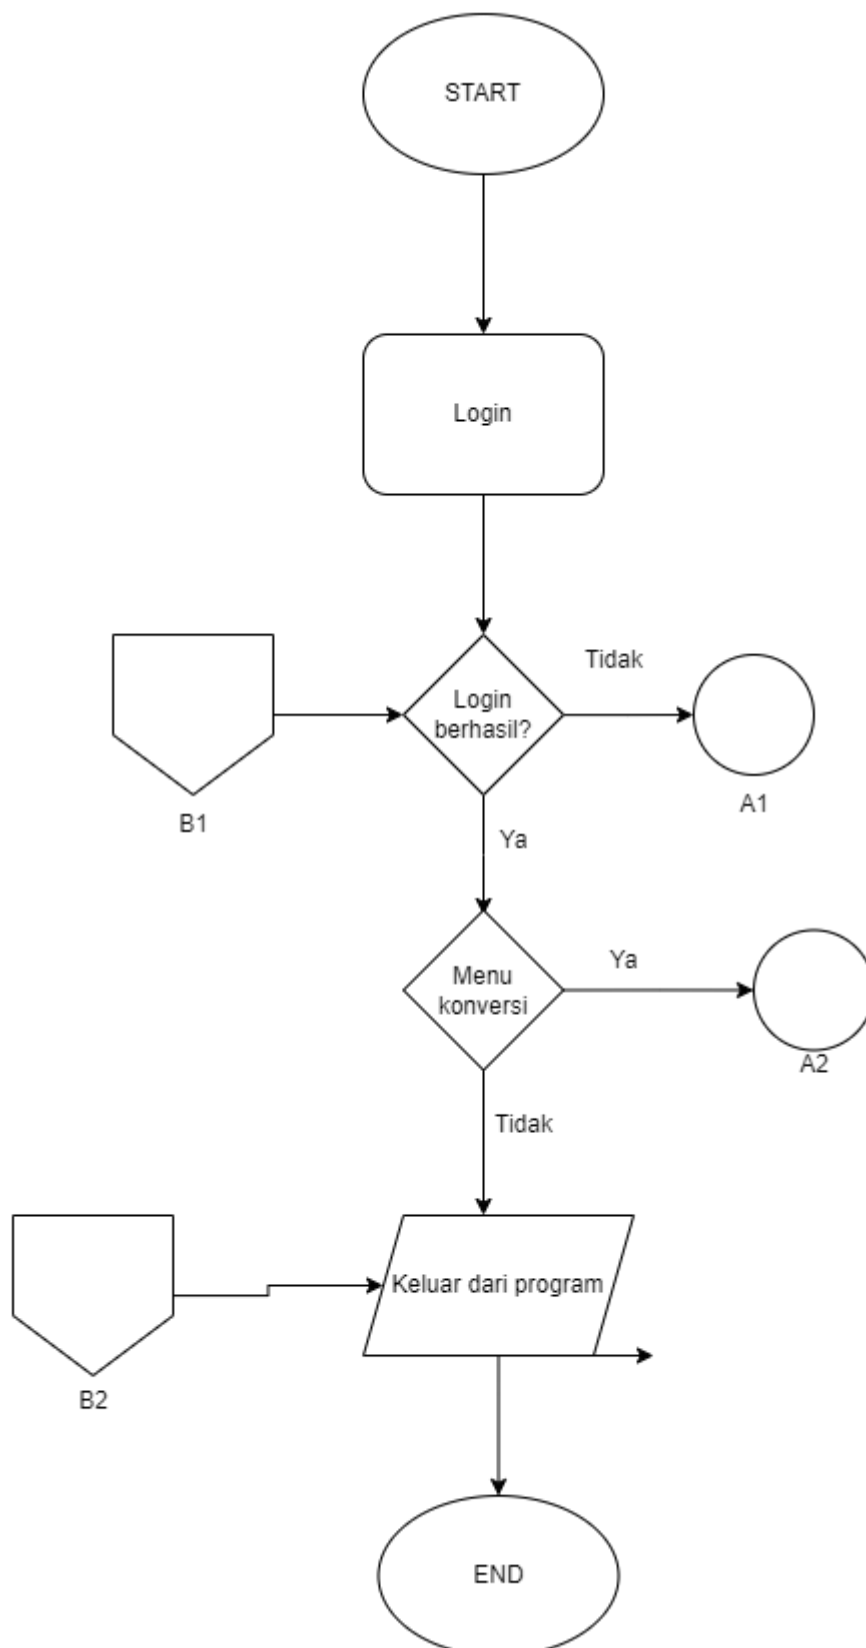 START
Login
Tidak
Login
berhasil?
B1
A1
Ya
Menu
konversi
Ya
A2
Tidak
Keluar dari program
B2
END